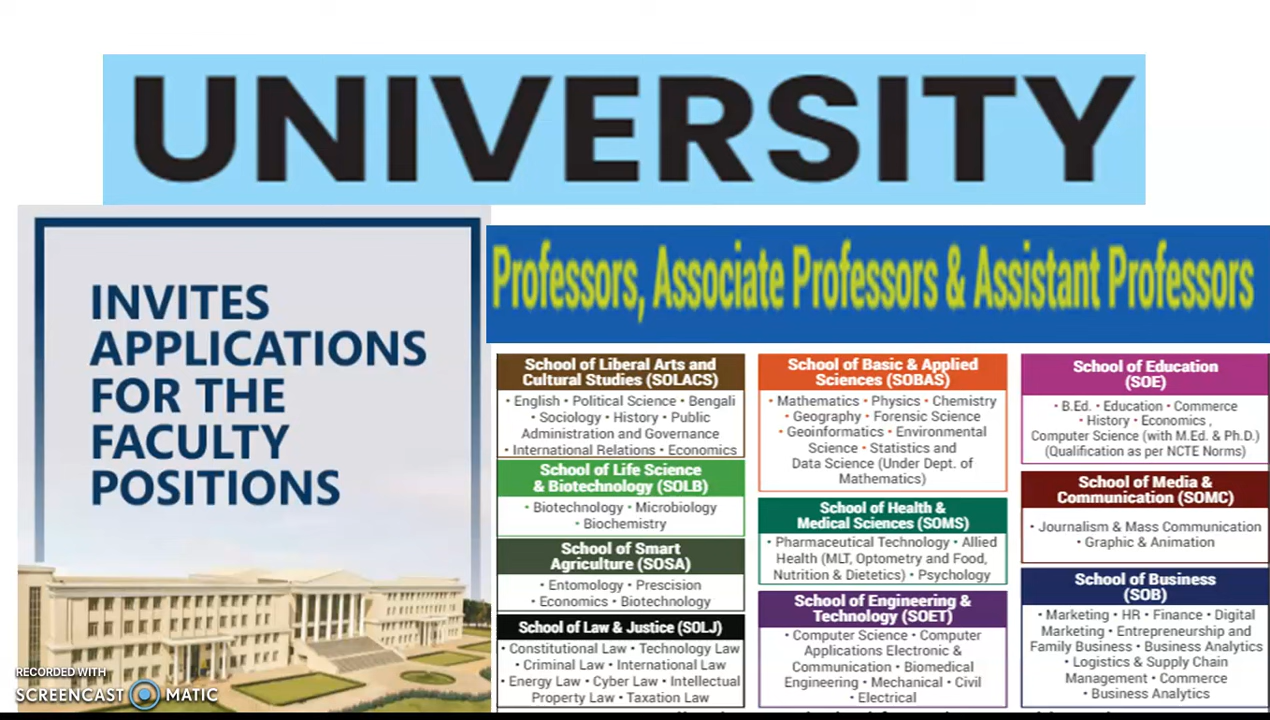 UNIVERSITY
INVITES
APPLICATIONS
FOR THE
FACULTY
POSITIONS
Professors, Associate Professors & Assistant Professors
School of Liberal Arts and
Cultural Studies (SOLACS)
• English • Political Science • Bengali
• Sociology • History • Public
Administration and Governance
• International Relations • Economics
School of Life Science
& Biotechnology (SOLB)
• Biotechnology • Microbiology
• Biochemistry
School of Smart
Agriculture (SOSA)
• Entomology • Prescision
• Economics • Biotechnology
School of Law & Justice (SOLJ)
• Constitutional Law • Technology Law
• Criminal Law • International Law
• Energy Law • Cyber Law • Intellectual
Property Law • Taxation Law
School of Basic & Applied
Sciences (SOBAS)
• Mathematics • Physics • Chemistry
• Geography • Forensic Science
• Geoinformatics • Environmental
Science • Statistics and
Data Science (Under Dept. of
Mathematics)
School of Health &
Medical Sciences (SOMS)
• Pharmaceutical Technology • Allied
Health (MLT, Optometry and Food,
Nutrition & Dietetics) • Psychology
School of Engineering &
Technology (SOET)
• Computer Science • Computer
Applications Electronic &
Communication • Biomedical
Engineering • Mechanical • Civil
• Electrical
School of Education
(SOE)
• B.Ed. • Education • Commerce
• History • Economics ,
Computer Science (with M.Ed. & Ph.D.)
(Qualification as per NCTE Norms)
School of Media &
Communication (SOMC)
• Journalism & Mass Communication
• Graphic & Animation
School of Business
(SOB)
• Marketing • HR • Finance • Digital
Marketing • Entrepreneurship and
Family Business • Business Analytics
• Logistics & Supply Chain
Management • Commerce
• Business Analytics
RECORDED WITH
SCREENCAST MATIC